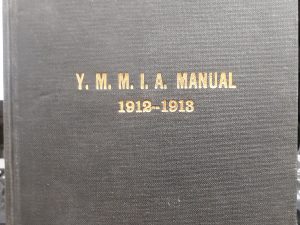 Y. M. M. I. A. MANUAL
1912--1913